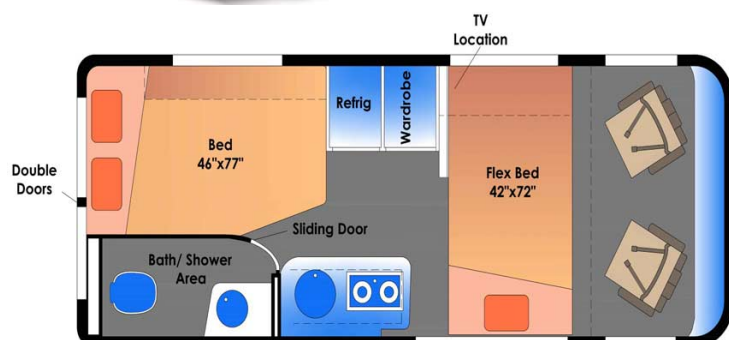 TV
Location
Refrig
Wardrobe
Bed
46"x77"
Flex Bed
42"x72"
Double
Doors
Sliding Door
Bath/ Shower
Area